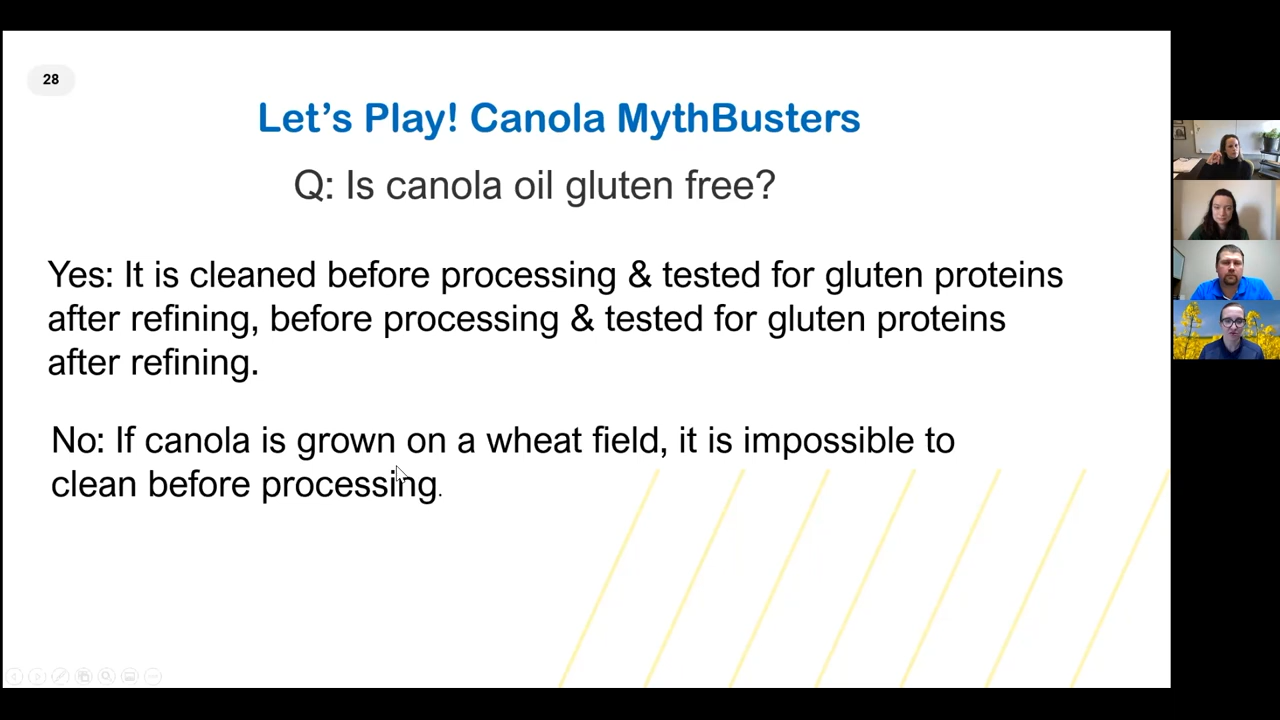 28
Let's Play! Canola MythBusters
Q: Is canola oil gluten free?
Yes: It is cleaned before processing & tested for gluten proteins
after refining, before processing & tested for gluten proteins
after refining.
No: If canola is grown on a wheat field, it is impossible to
clean before processing.